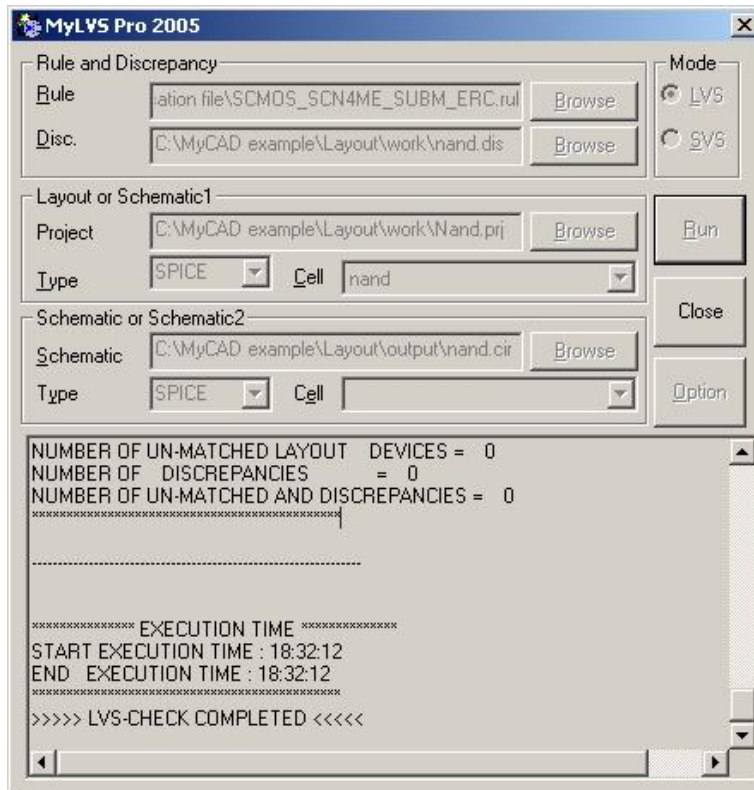 MyLVS Pro 2005
Rule and Discrepancy
Mode
Rule
ation file\SCMOS_SCN4ME_SUBM_ERC.rul
Browse
LVS
Disc.
C:\MyCAD example\Layout\work\nand.dis
Browse
SVS
Layout or Schematic1
Project
C:\MyCAD example\Layout\work\Nand.prj
Browse
Run
Type
SPICE
Cell
nand
Schematic or Schematic2
Close
Schematic
C:\MyCAD example\Layout\output\nand.cir
Browse
Type
SPICE
Cell
Option
NUMBER OF UN-MATCHED LAYOUT DEVICES = 0
NUMBER OF DISCREPANCIES = 0
NUMBER OF UN-MATCHED AND DISCREPANCIES = 0
EXECUTION TIME
START EXECUTION TIME : 18:32:12
END EXECUTION TIME : 18:32:12
>>>>> LVS-CHECK COMPLETED <<<<<